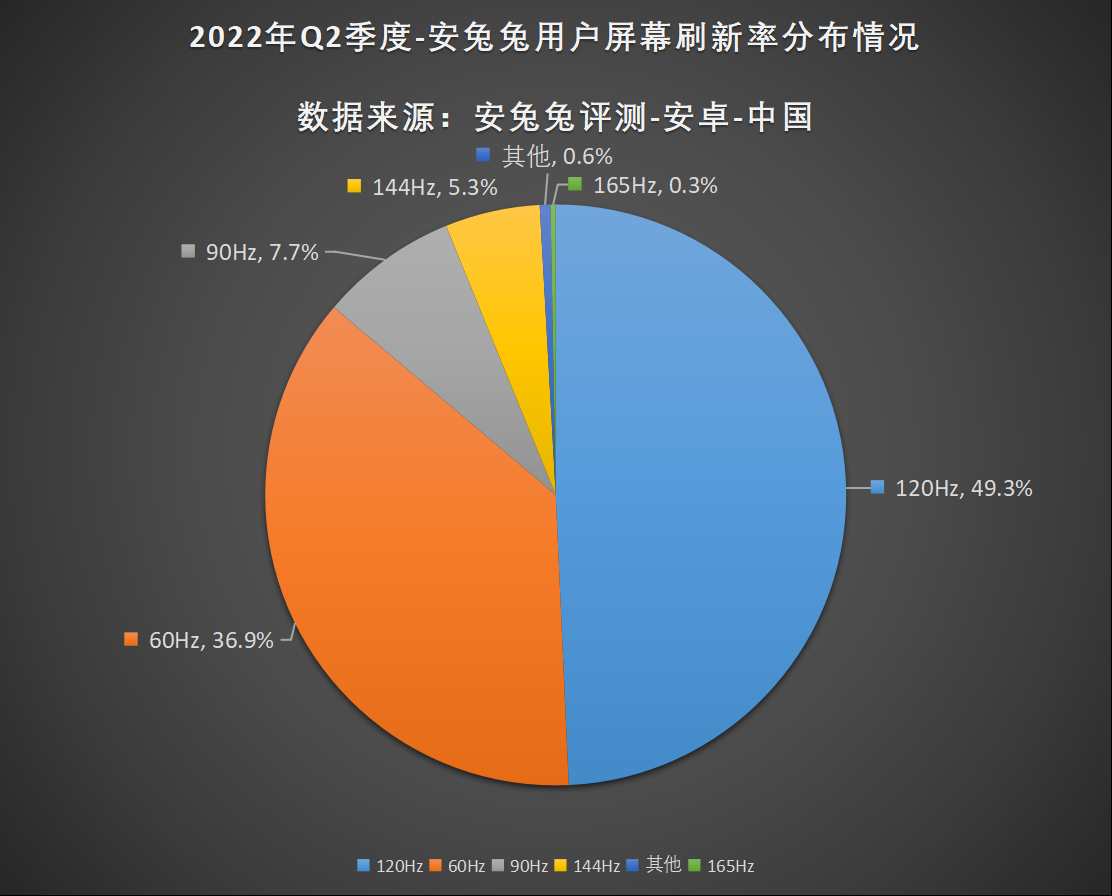 2022年Q2季度-安兔兔用户屏幕刷新率分布情况
数据来源：安兔兔评测-安卓-中国
其他, 0.6%
144Hz, 5.3%
165Hz, 0.3%
90Hz, 7.7%
120Hz, 49.3%
60Hz, 36.9%
120Hz 60Hz 90Hz 144Hz 其他 165Hz